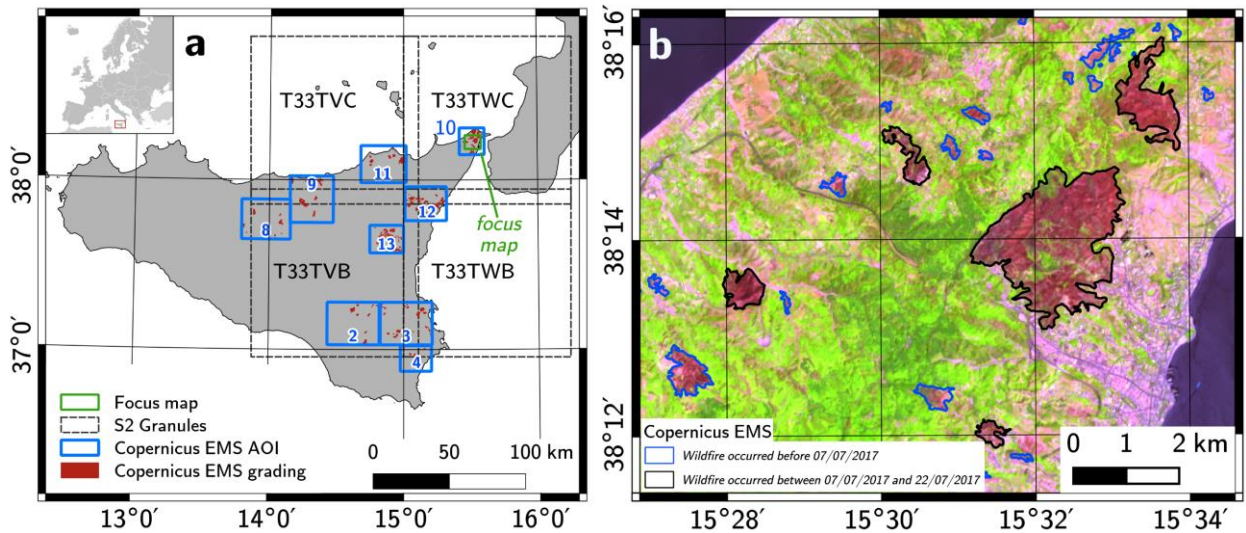 a
T33TVC
T33TWC
10
11
9
12
8
13
focus
map
T33TVB
T33TWB
2
3
4
38°0′
37°0′
Focus map
S2 Granules
Copernicus EMS AOI
Copernicus EMS grading
0 50 100 km
13°0′ 14°0′ 15°0′ 16°0′
b
38°16′
38°14′
38°12′
Copernicus EMS
Wildfire occurred before 07/07/2017
Wildfire occurred between 07/07/2017 and 22/07/2017
0 1 2 km
15°28′ 15°30′ 15°32′ 15°34′